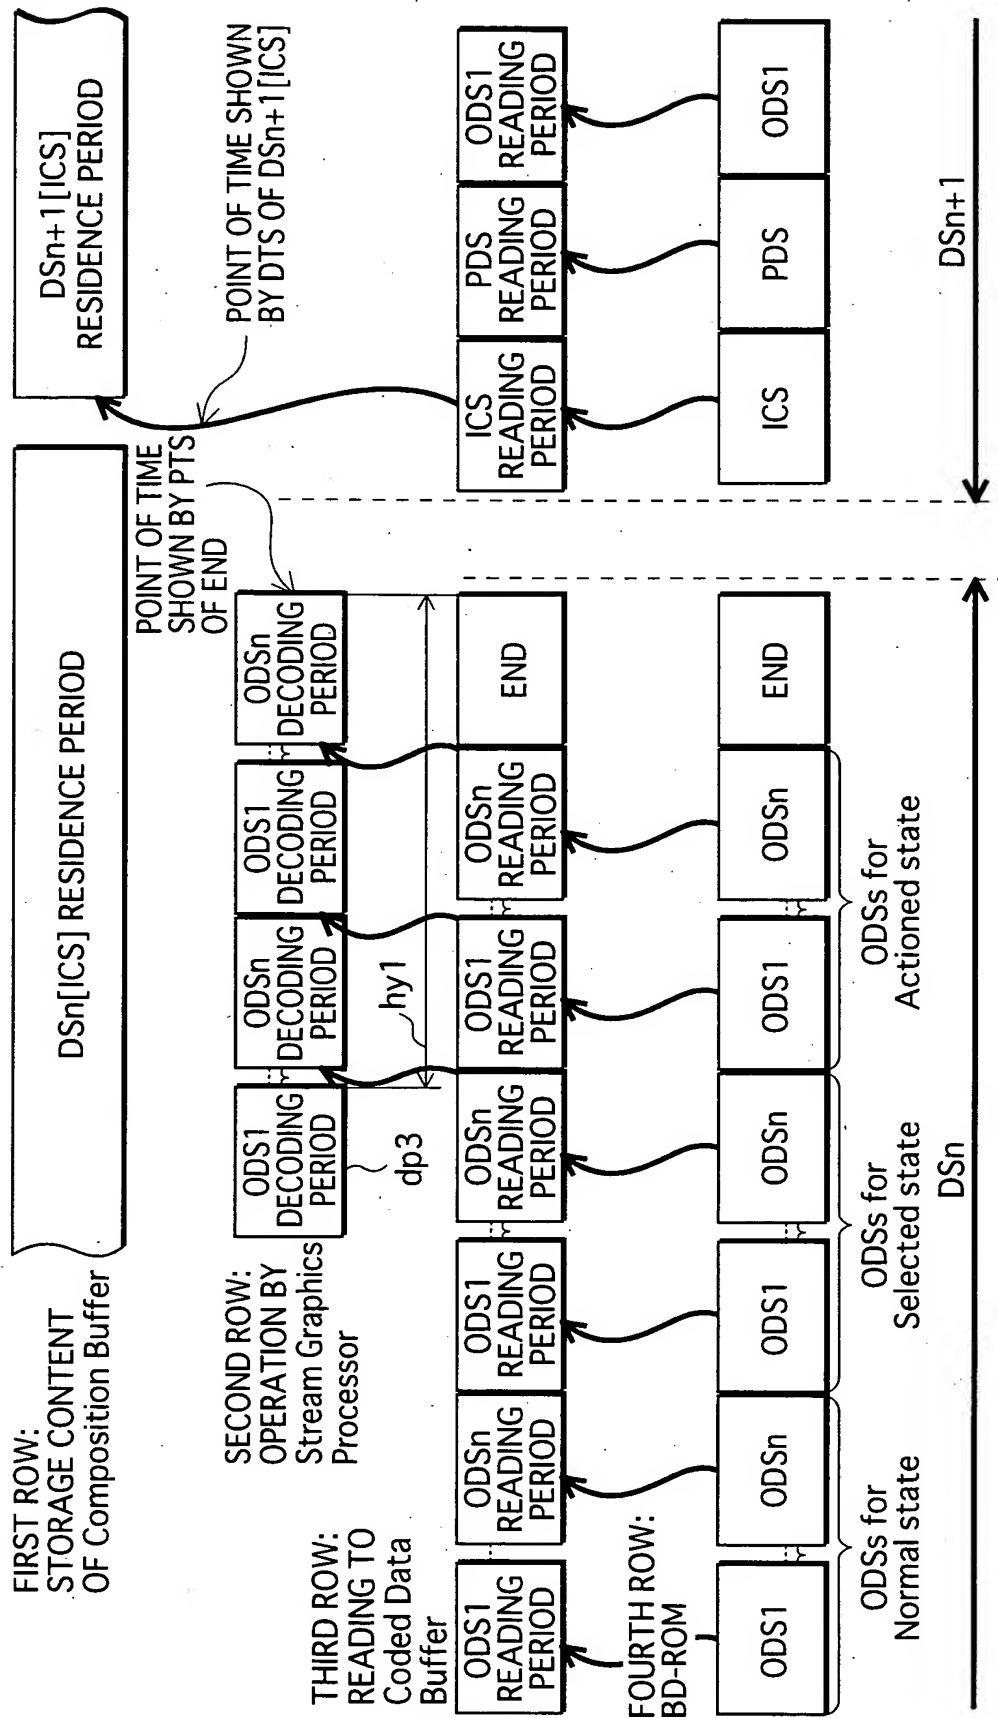 FIRST ROW:
STORAGE CONTENT
OF Composition Buffer
DSn[ICS] RESIDENCE PERIOD
DSn+1[ICS]
RESIDENCE PERIOD
POINT OF TIME
SHOWN BY PTS
OF END
POINT OF TIME SHOWN
BY DTS OF DSn+1[ICS]
SECOND ROW:
OPERATION BY
Stream Graphics
Processor
ODS1
DECODING
PERIOD
ODSn
DECODING
PERIOD
ODS1
DECODING
PERIOD
ODSn
DECODING
PERIOD
dp3
hy1
THIRD ROW:
READING TO
Coded Data
Buffer
ODS1
READING
PERIOD
ODSn
READING
PERIOD
ODS1
READING
PERIOD
ODSn
READING
PERIOD
ODS1
READING
PERIOD
ODSn
READING
PERIOD
END
ICS
READING
PERIOD
PDS
READING
PERIOD
ODS1
READING
PERIOD
FOURTH ROW:
BD-ROM
ODS1
ODSn
ODS1
ODSn
ODS1
ODSn
END
ICS
PDS
ODS1
ODSs for
Normal state
ODSs for
Selected state
ODSs for
Actioned state
DSn
DSn+1